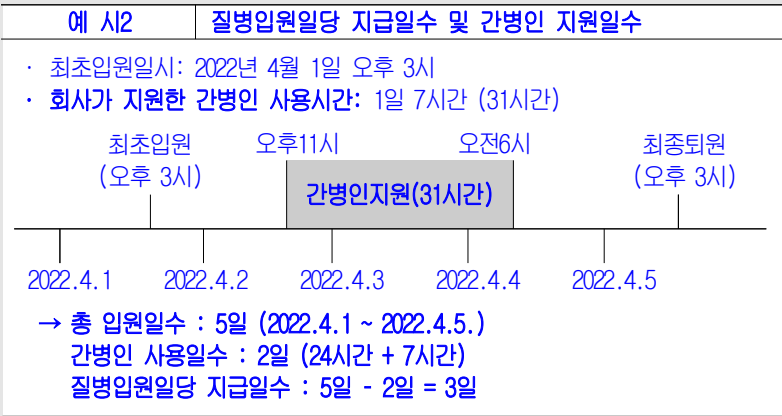 예 시2 질병입원일당 지급일수 및 간병인 지원일수
· 최초입원일시: 2022년 4월 1일 오후 3시
· 회사가 지원한 간병인 사용시간: 1일 7시간 (31시간)
최초입원 오후11시 오전6시 최종퇴원
(오후 3시) (오후 3시)
간병인지원(31시간)
2022.4.1 2022.4.2 2022.4.3 2022.4.4 2022.4.5
→ 총 입원일수 : 5일 (2022.4.1 ~ 2022.4.5.)
간병인 사용일수 : 2일 (24시간 + 7시간)
질병입원일당 지급일수 : 5일 - 2일 = 3일